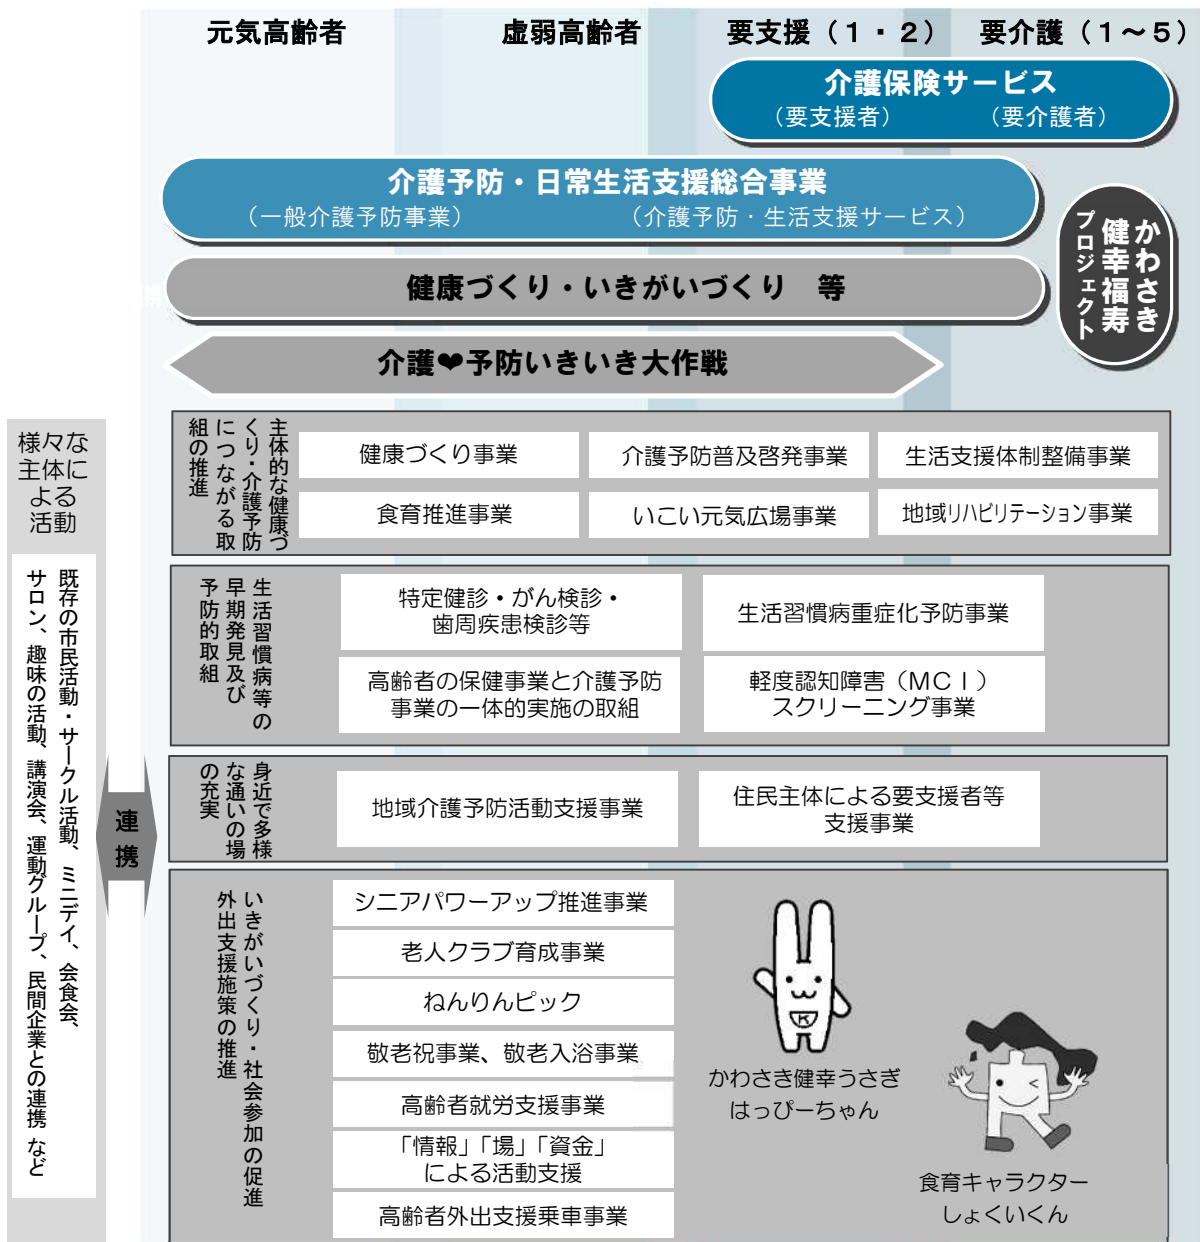 元気高齢者
虚弱高齢者
要支援（１・２）
要介護（１～５）
介護保険サービス
（要支援者）
（要介護者）
介護予防・日常生活支援総合事業
（一般介護予防事業）
（介護予防・生活支援サービス）
かわさき
健幸福寿
プロジェクト
健康づくり・いきがいづくり　等
介護❤予防いきいき大作戦
様々な
主体に
よる
活動
既存の市民活動・サークル活動、ミニデイ、会食会、
サロン、趣味の活動、講演会、運動グループ、民間企業との連携 など
連
携
主体的な健康づ
くり・介護予防
につながる取
組の推進
健康づくり事業
介護予防普及啓発事業
生活支援体制整備事業
食育推進事業
いこい元気広場事業
地域リハビリテーション事業
生活習慣病等の
早期発見及び
予防的取組
特定健診・がん検診・
歯周疾患検診等
生活習慣病重症化予防事業
高齢者の保健事業と介護予防
事業の一体的実施の取組
軽度認知障害（ＭＣＩ）
スクリーニング事業
身近で多様
な通いの場
の充実
地域介護予防活動支援事業
住民主体による要支援者等
支援事業
いきがいづくり・社会参加の促進
外出支援施策の推進
シニアパワーアップ推進事業
老人クラブ育成事業
ねんりんピック
敬老祝事業、敬老入浴事業
高齢者就労支援事業
「情報」「場」「資金」
による活動支援
高齢者外出支援乗車事業
K
かわさき健幸うさぎ
はっぴーちゃん
食育キャラクター
しょくいくん